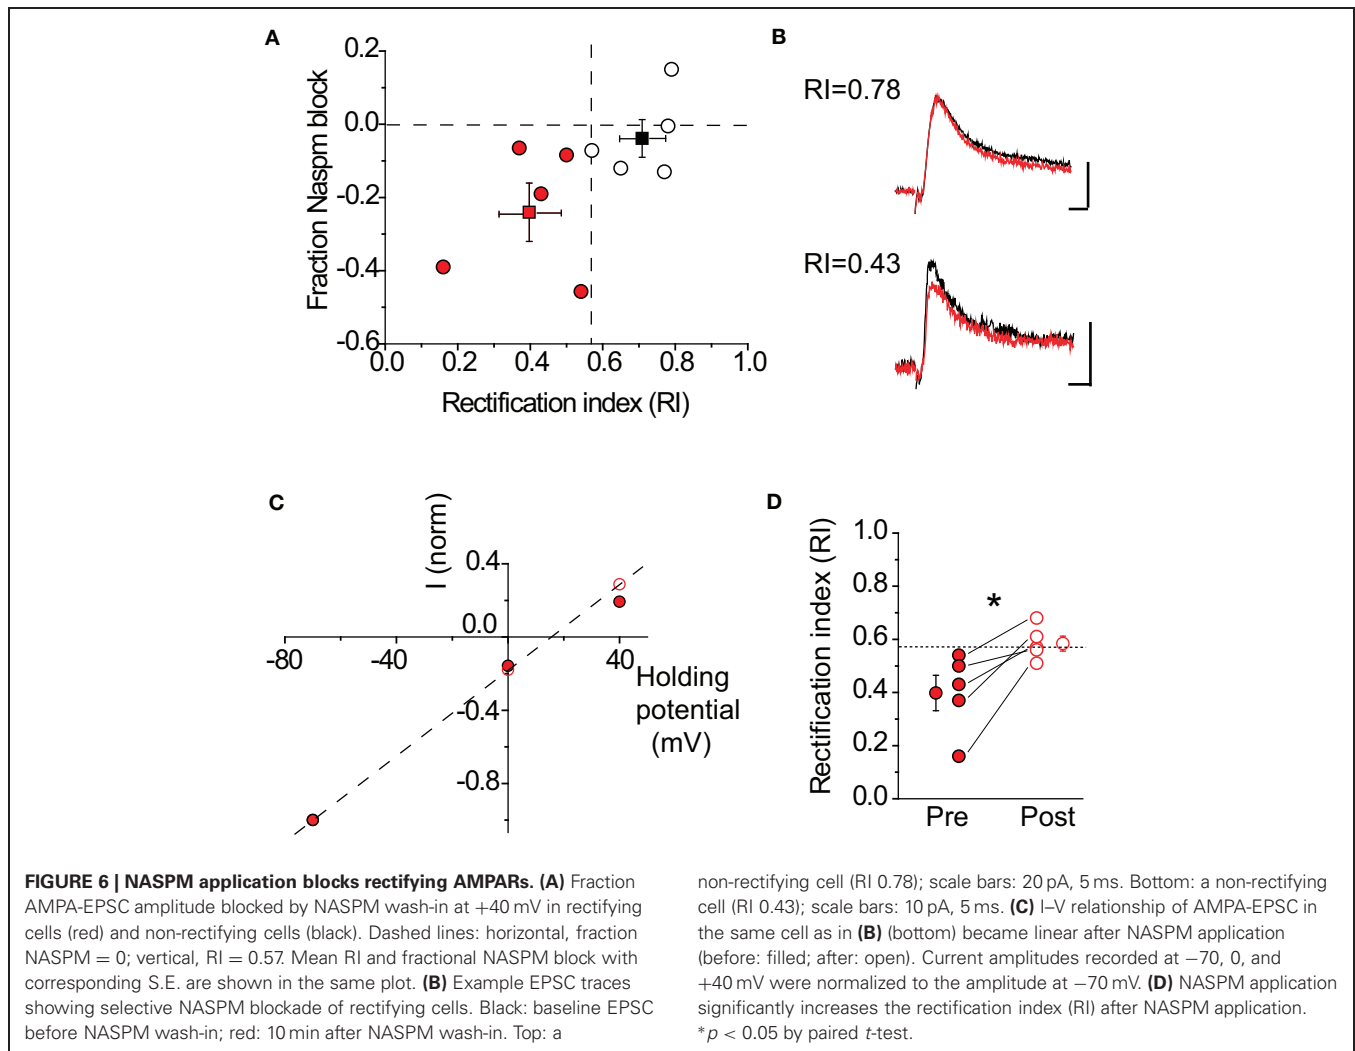 A
Fraction Naspm block
0.2
0.0
-0.2
-0.4
-0.6
0.0
0.2
0.4
0.6
0.8
1.0
Rectification index (RI)
B
RI=0.78
RI=0.43
C
I (norm)
0.4
0.0
-0.4
-0.8
-80
-40
40
Holding
potential
(mV)
D
Rectification index (RI)
1.0
0.8
0.6
0.4
0.2
0.0
*
Pre
Post
FIGURE 6 | NASPM application blocks rectifying AMPARs. (A) Fraction
AMPA-EPSC amplitude blocked by NASPM wash-in at +40 mV in rectifying
cells (red) and non-rectifying cells (black). Dashed lines: horizontal, fraction
NASPM = 0; vertical, RI = 0.57. Mean RI and fractional NASPM block with
corresponding S.E. are shown in the same plot. (B) Example EPSC traces
showing selective NASPM blockade of rectifying cells. Black: baseline EPSC
before NASPM wash-in; red: 10 min after NASPM wash-in. Top: a
non-rectifying cell (RI 0.78); scale bars: 20 pA, 5 ms. Bottom: a non-rectifying
cell (RI 0.43); scale bars: 10 pA, 5 ms. (C) I–V relationship of AMPA-EPSC in
the same cell as in (B) (bottom) became linear after NASPM application
(before: filled; after: open). Current amplitudes recorded at −70, 0, and
+40 mV were normalized to the amplitude at −70 mV. (D) NASPM application
significantly increases the rectification index (RI) after NASPM application.
*p < 0.05 by paired t-test.